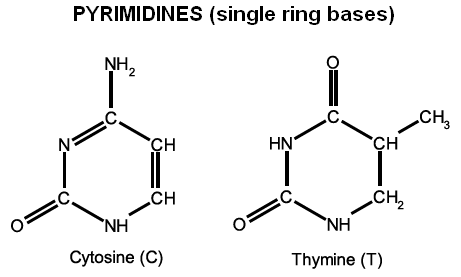 PYRIMIDINES (single ring bases)
NH2
O
C
CH3
N
CH
HN
CH
C
CH
C
CH2
O
NH
O
NH
Cytosine (C)
Thymine (T)